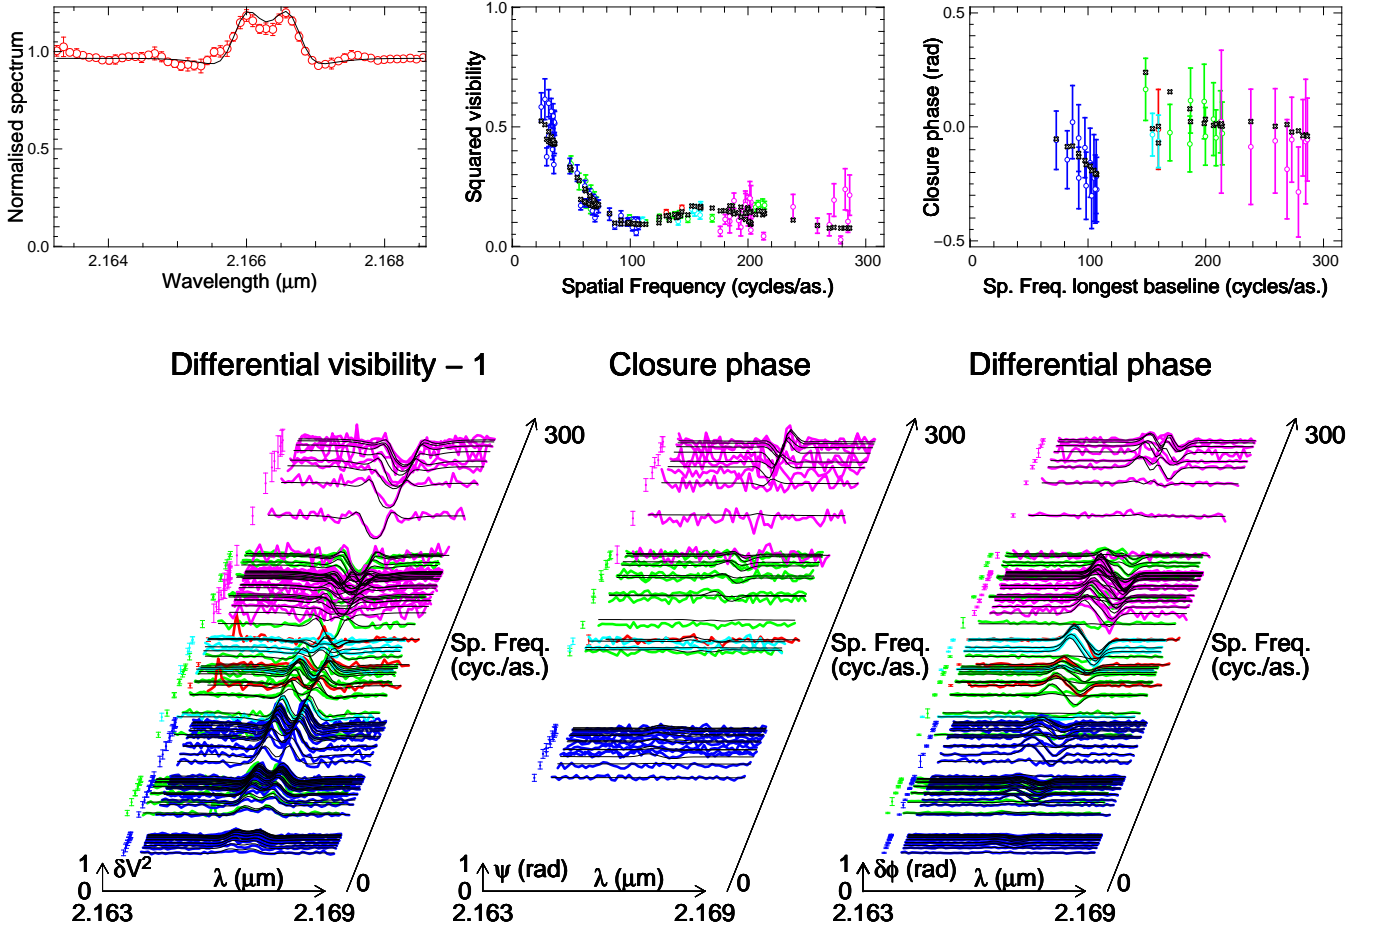 Normalised spectrum
1.0
0.5
0.0
2.164
2.166
2.168
Wavelength (μm)
Squared visibility
1.0
0.5
0.0
0
100
200
300
Spatial Frequency (cycles/as.)
Closure phase (rad)
0.5
0.0
−0.5
0
100
200
300
Sp. Freq. longest baseline (cycles/as.)
Differential visibility − 1
Closure phase
Differential phase
300
300
300
Sp. Freq.
(cyc./as.)
Sp. Freq.
(cyc./as.)
Sp. Freq.
(cyc./as.)
1
δV²
0
λ (μm)
0
2.163
2.169
1
ψ (rad)
0
λ (μm)
0
2.163
2.169
1
δϕ (rad)
0
λ (μm)
0
2.163
2.169